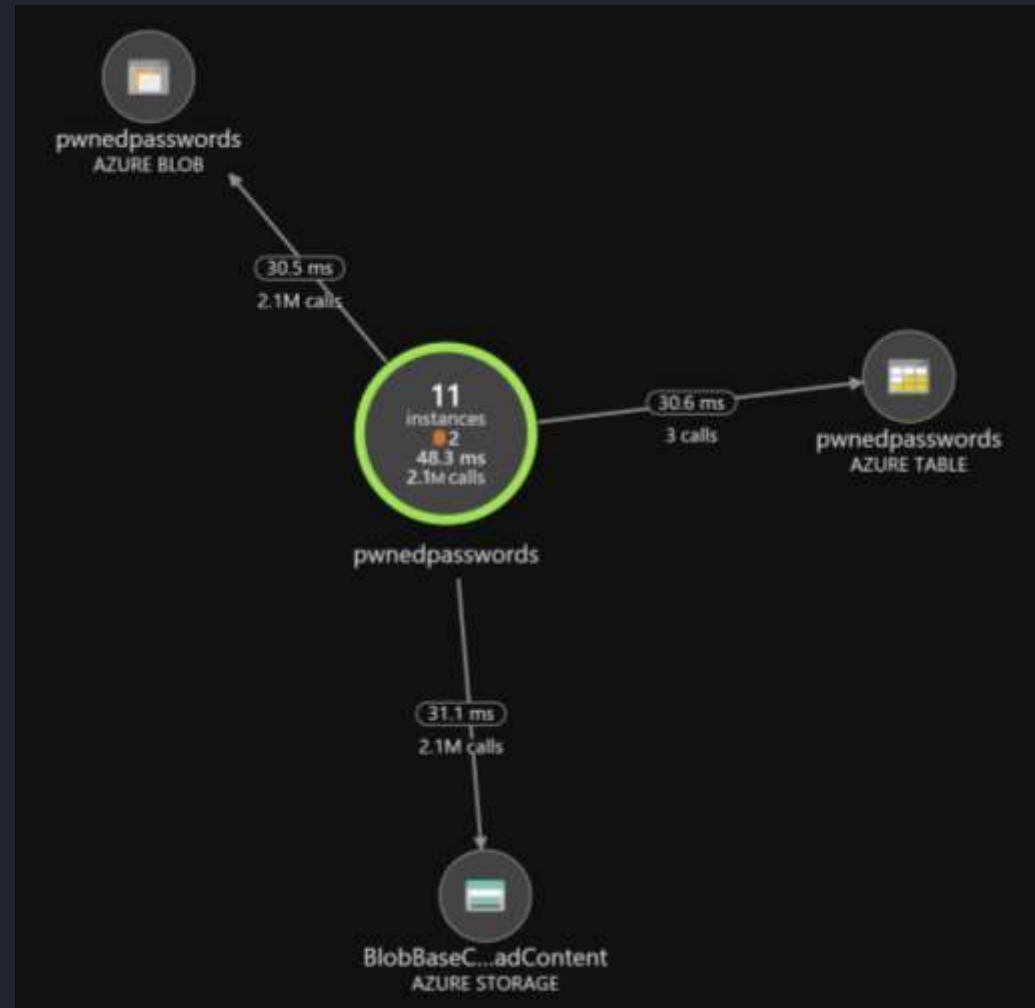 pwnedpasswords
AZURE BLOB
30.5 ms
2.1M calls
11
instances
2
48.3 ms
2.1M calls
pwnedpasswords
30.6 ms
3 calls
pwnedpasswords
AZURE TABLE
31.1 ms
2.1M calls
BlobBaseC...adContent
AZURE STORAGE